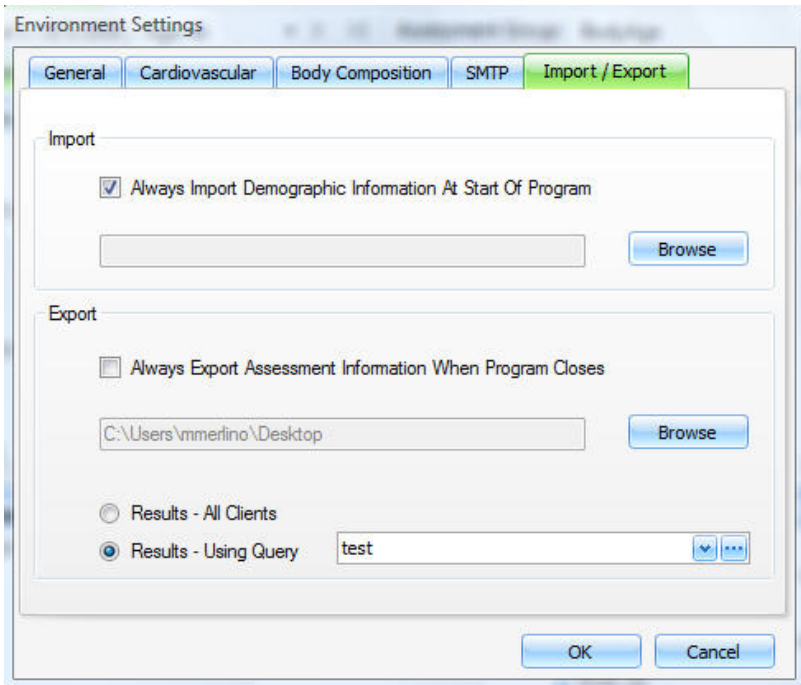 Environment Settings
General Cardiovascular Body Composition SMTP Import / Export
Import
Always Import Demographic Information At Start Of Program
Browse
Export
Always Export Assessment Information When Program Closes
C:\Users\mmerlino\Desktop Browse
Results - All Clients
Results - Using Query test
OK Cancel